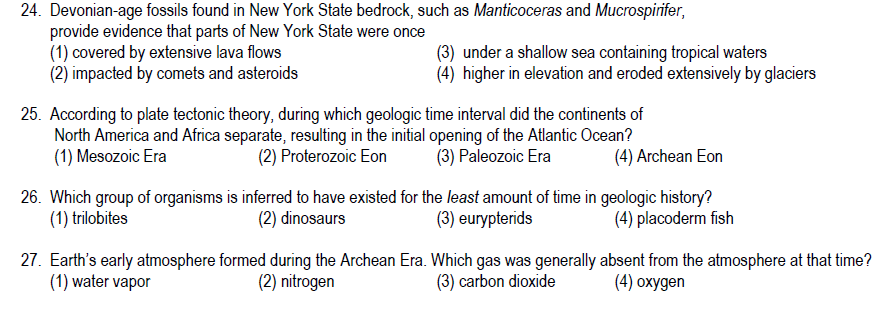 24. Devonian-age fossils found in New York State bedrock, such as Manticoceras and Mucrospirifer,
provide evidence that parts of New York State were once
(1) covered by extensive lava flows (3) under a shallow sea containing tropical waters
(2) impacted by comets and asteroids (4) higher in elevation and eroded extensively by glaciers
25. According to plate tectonic theory, during which geologic time interval did the continents of
North America and Africa separate, resulting in the initial opening of the Atlantic Ocean?
(1) Mesozoic Era (2) Proterozoic Eon (3) Paleozoic Era (4) Archean Eon
26. Which group of organisms is inferred to have existed for the least amount of time in geologic history?
(1) trilobites (2) dinosaurs (3) eurypterids (4) placoderm fish
27. Earth's early atmosphere formed during the Archean Era. Which gas was generally absent from the atmosphere at that time?
(1) water vapor (2) nitrogen (3) carbon dioxide (4) oxygen